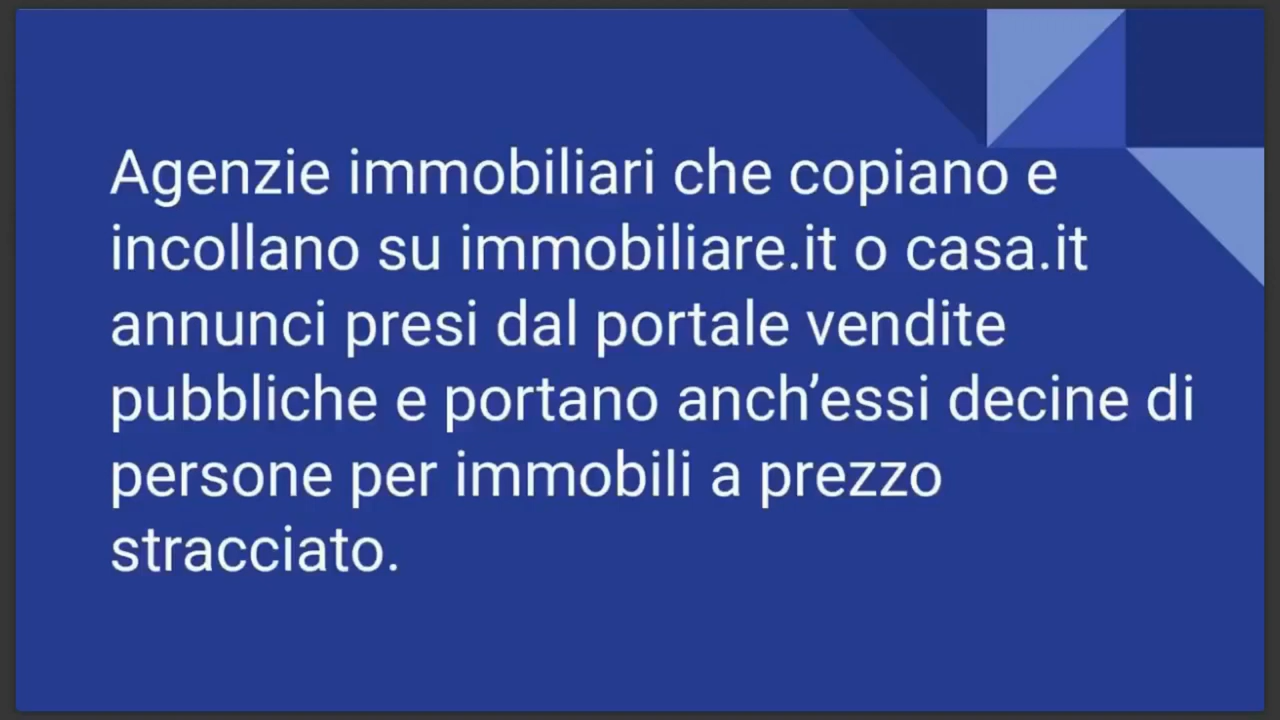 Agenzie immobiliari che copiano e
incollano su immobiliare.it o casa.it
annunci presi dal portale vendite
pubbliche e portano anch’essi decine di
persone per immobili a prezzo
stracciato.